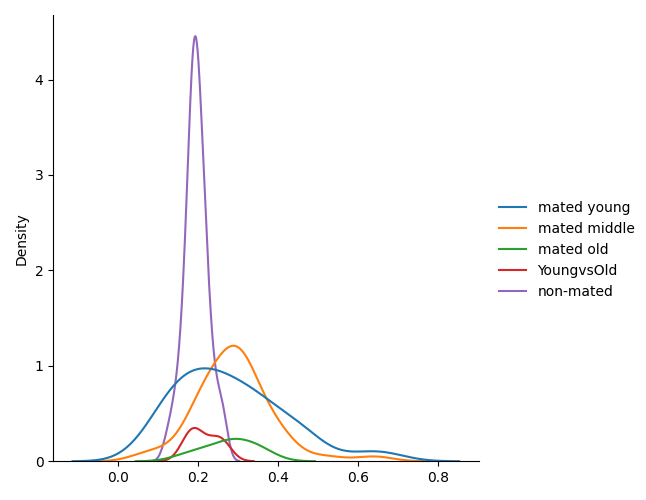 4
3
2
1
0
Density
0.0 0.2 0.4 0.6 0.8
mated young
mated middle
mated old
YoungvsOld
non-mated